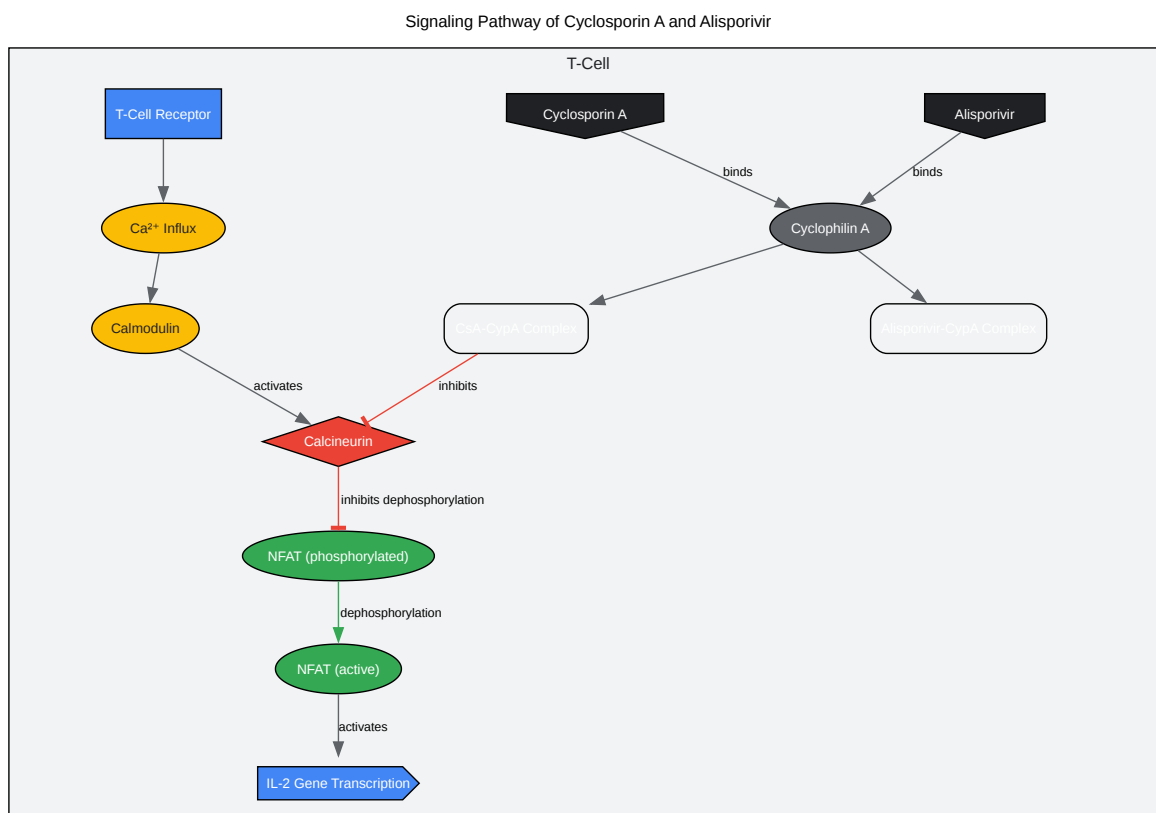 Signaling Pathway of Cyclosporin A and Alisporivir
T-Cell
T-Cell Receptor
Cyclosporin A
Alisporivir
binds
binds
Ca²⁺ Influx
Cyclophilin A
Calmodulin
CsA-CypA Complex
Alisporivir-CypA Complex
activates
inhibits
Calcineurin
inhibits dephosphorylation
NFAT (phosphorylated)
dephosphorylation
NFAT (active)
activates
IL-2 Gene Transcription